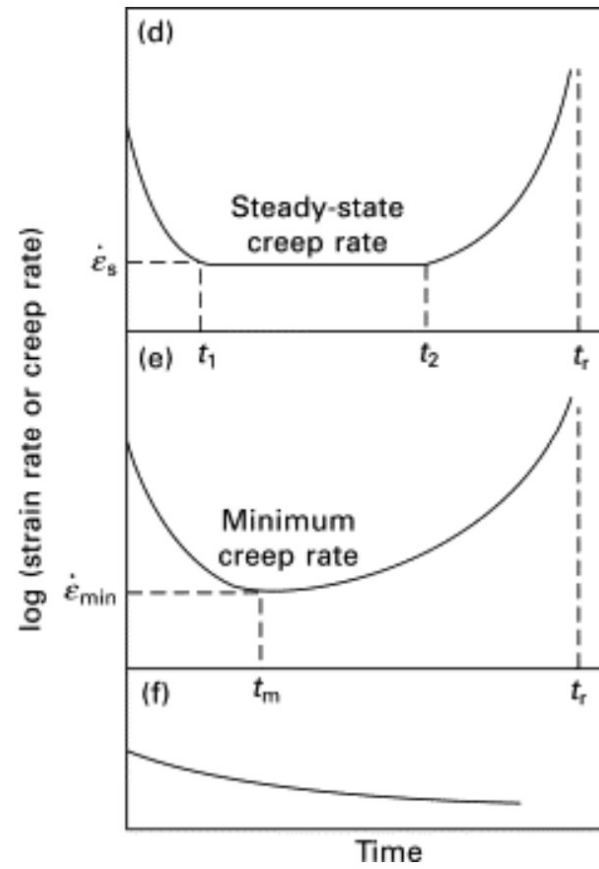 (d)
Steady-state
creep rate
ε̇s
t1
t2
tr
(e)
Minimum
creep rate
ε̇min
tm
tr
(f)
Time
log (strain rate or creep rate)